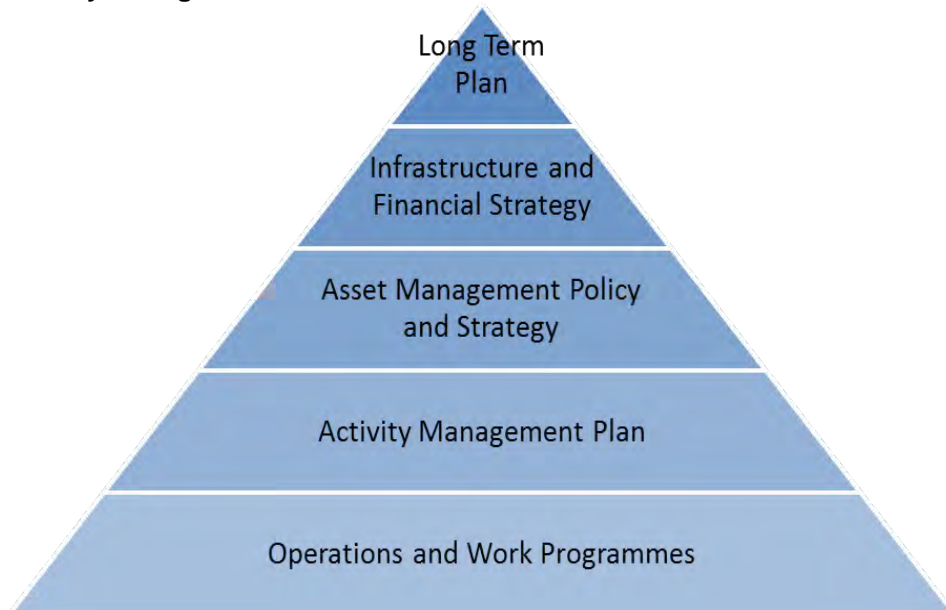 Long Term
Plan
Infrastructure and
Financial Strategy
Asset Management Policy
and Strategy
Activity Management Plan
Operations and Work Programmes